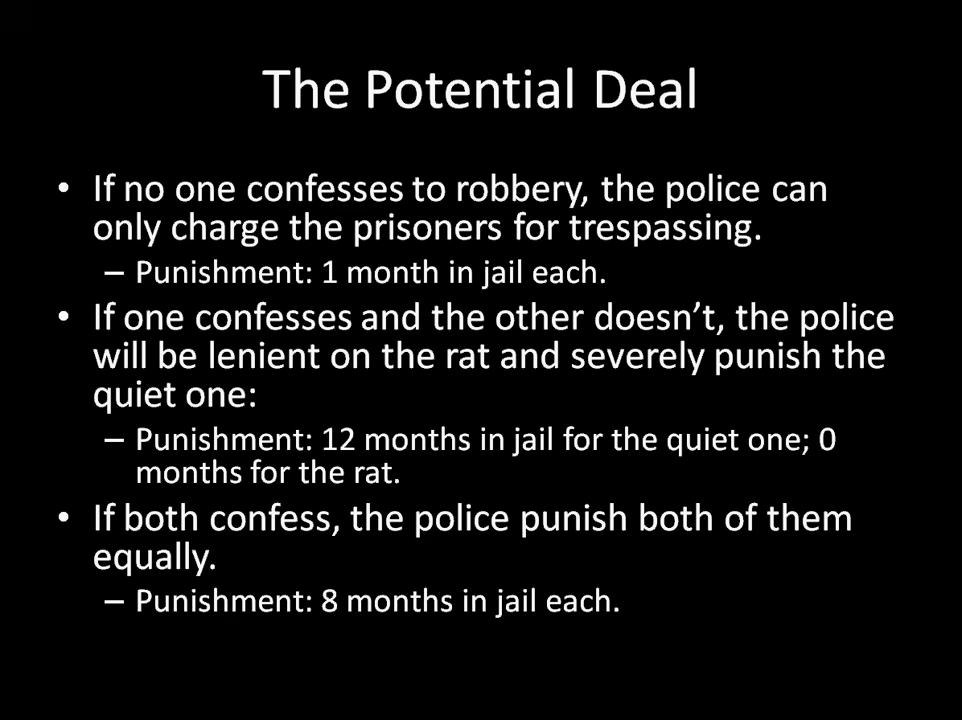 The Potential Deal
• If no one confesses to robbery, the police can
only charge the prisoners for trespassing.
– Punishment: 1 month in jail each.
• If one confesses and the other doesn’t, the police
will be lenient on the rat and severely punish the
quiet one:
– Punishment: 12 months in jail for the quiet one; 0
months for the rat.
• If both confess, the police punish both of them
equally.
– Punishment: 8 months in jail each.